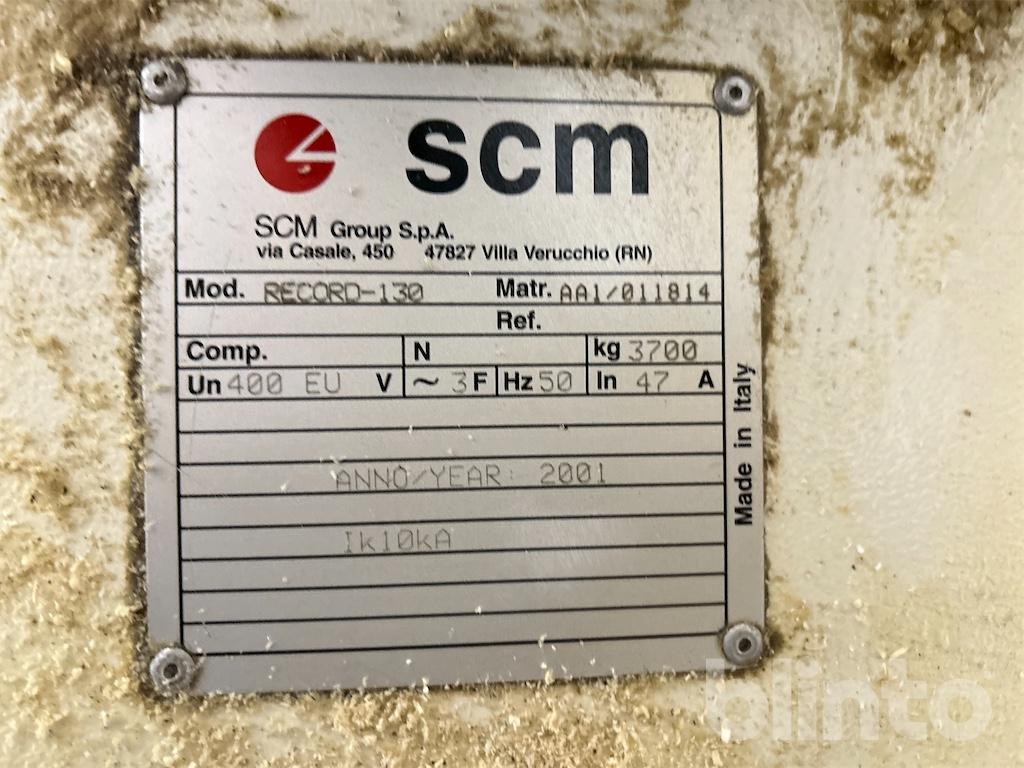 scm
SCM Group S.p.A.
via Casale, 450 47827 Villa Verucchio (RN)
Mod. RECORD-130 Matr. AA1/011814
Ref.
Comp. N kg 3700
Un 400 EU V ~ 3 F Hz 50 In 47 A
ANNO/YEAR: 2001
Ik10kA
Made in Italy
blinto